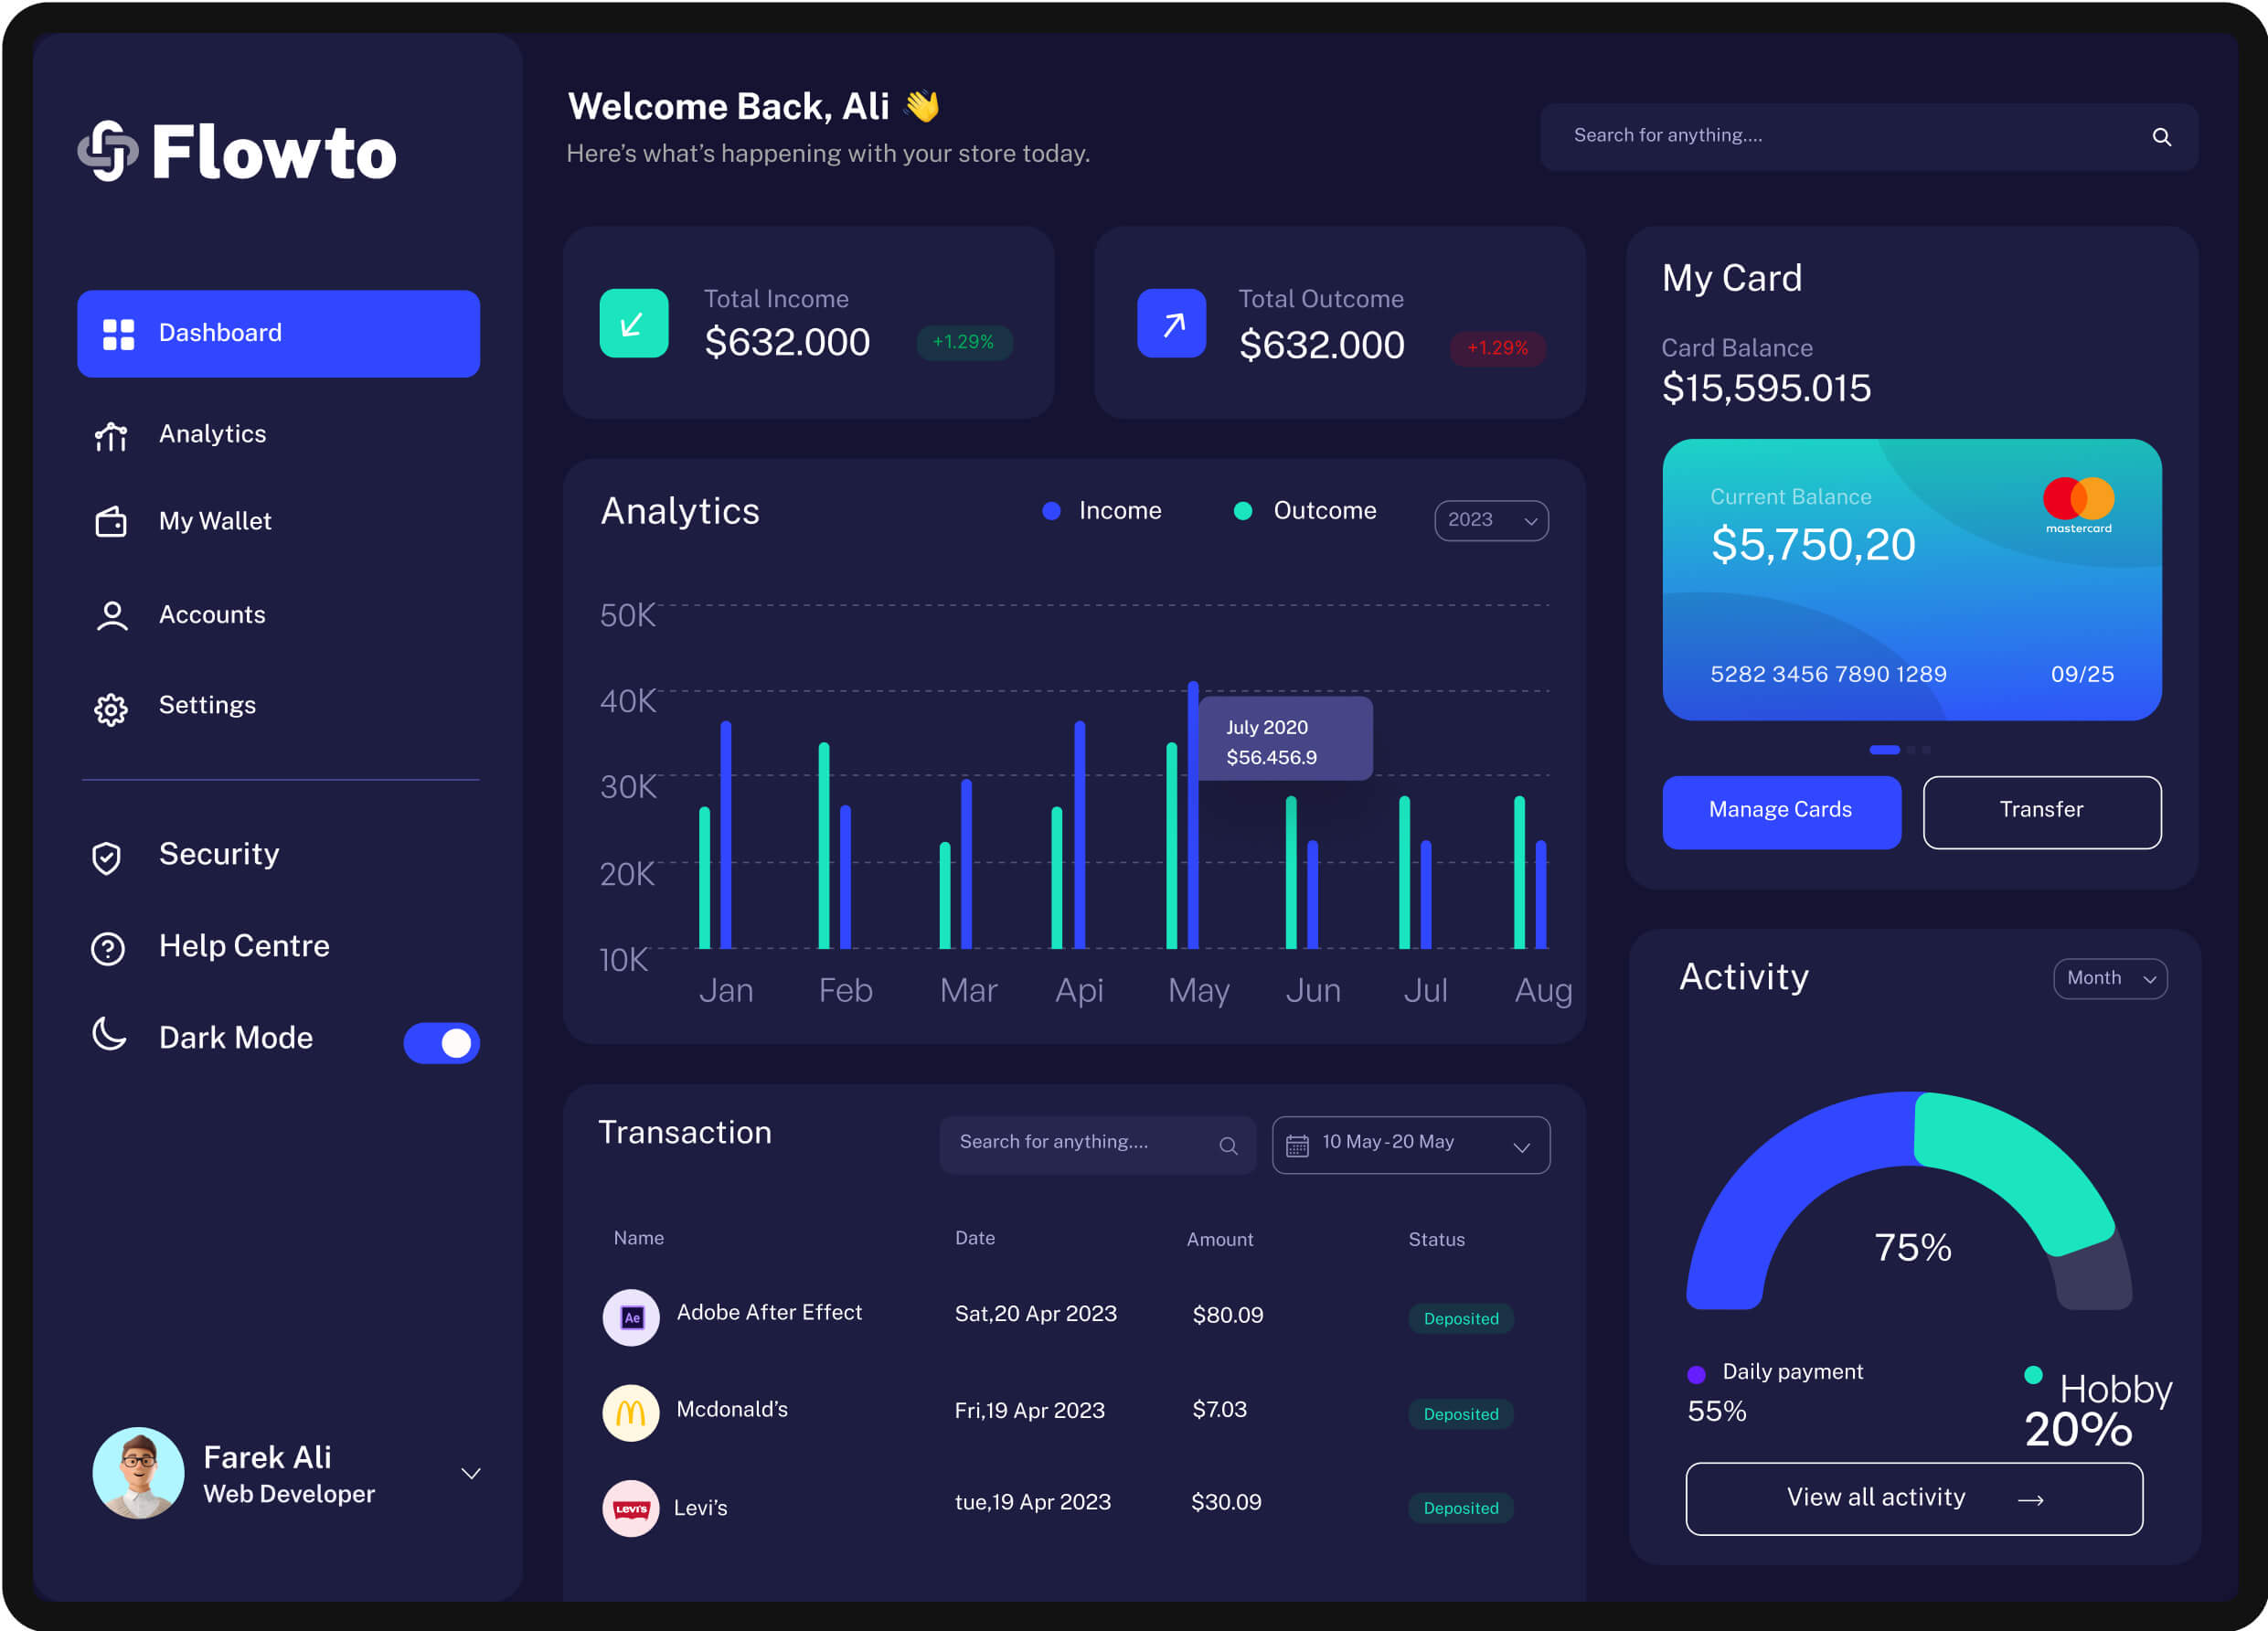 Flowto
Dashboard
Analytics
My Wallet
Accounts
Settings
Security
Help Centre
Dark Mode
Farek Ali
Web Developer
Welcome Back, Ali 👋
Here’s what’s happening with your store today.
Search for anything....
Total Income
$632.000
+1.29%
Total Outcome
$632.000
+1.29%
Analytics
Income
Outcome
2023
50K
40K
30K
20K
10K
July 2020
$56.456.9
Jan Feb Mar Api May Jun Jul Aug
Transaction
Search for anything....
10 May - 20 May
Name Date Amount Status
Ae Adobe After Effect Sat,20 Apr 2023 $80.09 Deposited
Mcdonald’s Fri,19 Apr 2023 $7.03 Deposited
Levi's Levi’s tue,19 Apr 2023 $30.09 Deposited
My Card
Card Balance
$15,595.015
Current Balance
$5,750,20
mastercard
5282 3456 7890 1289 09/25
Manage Cards
Transfer
Activity
Month
75%
Daily payment
55%
Hobby
20%
View all activity